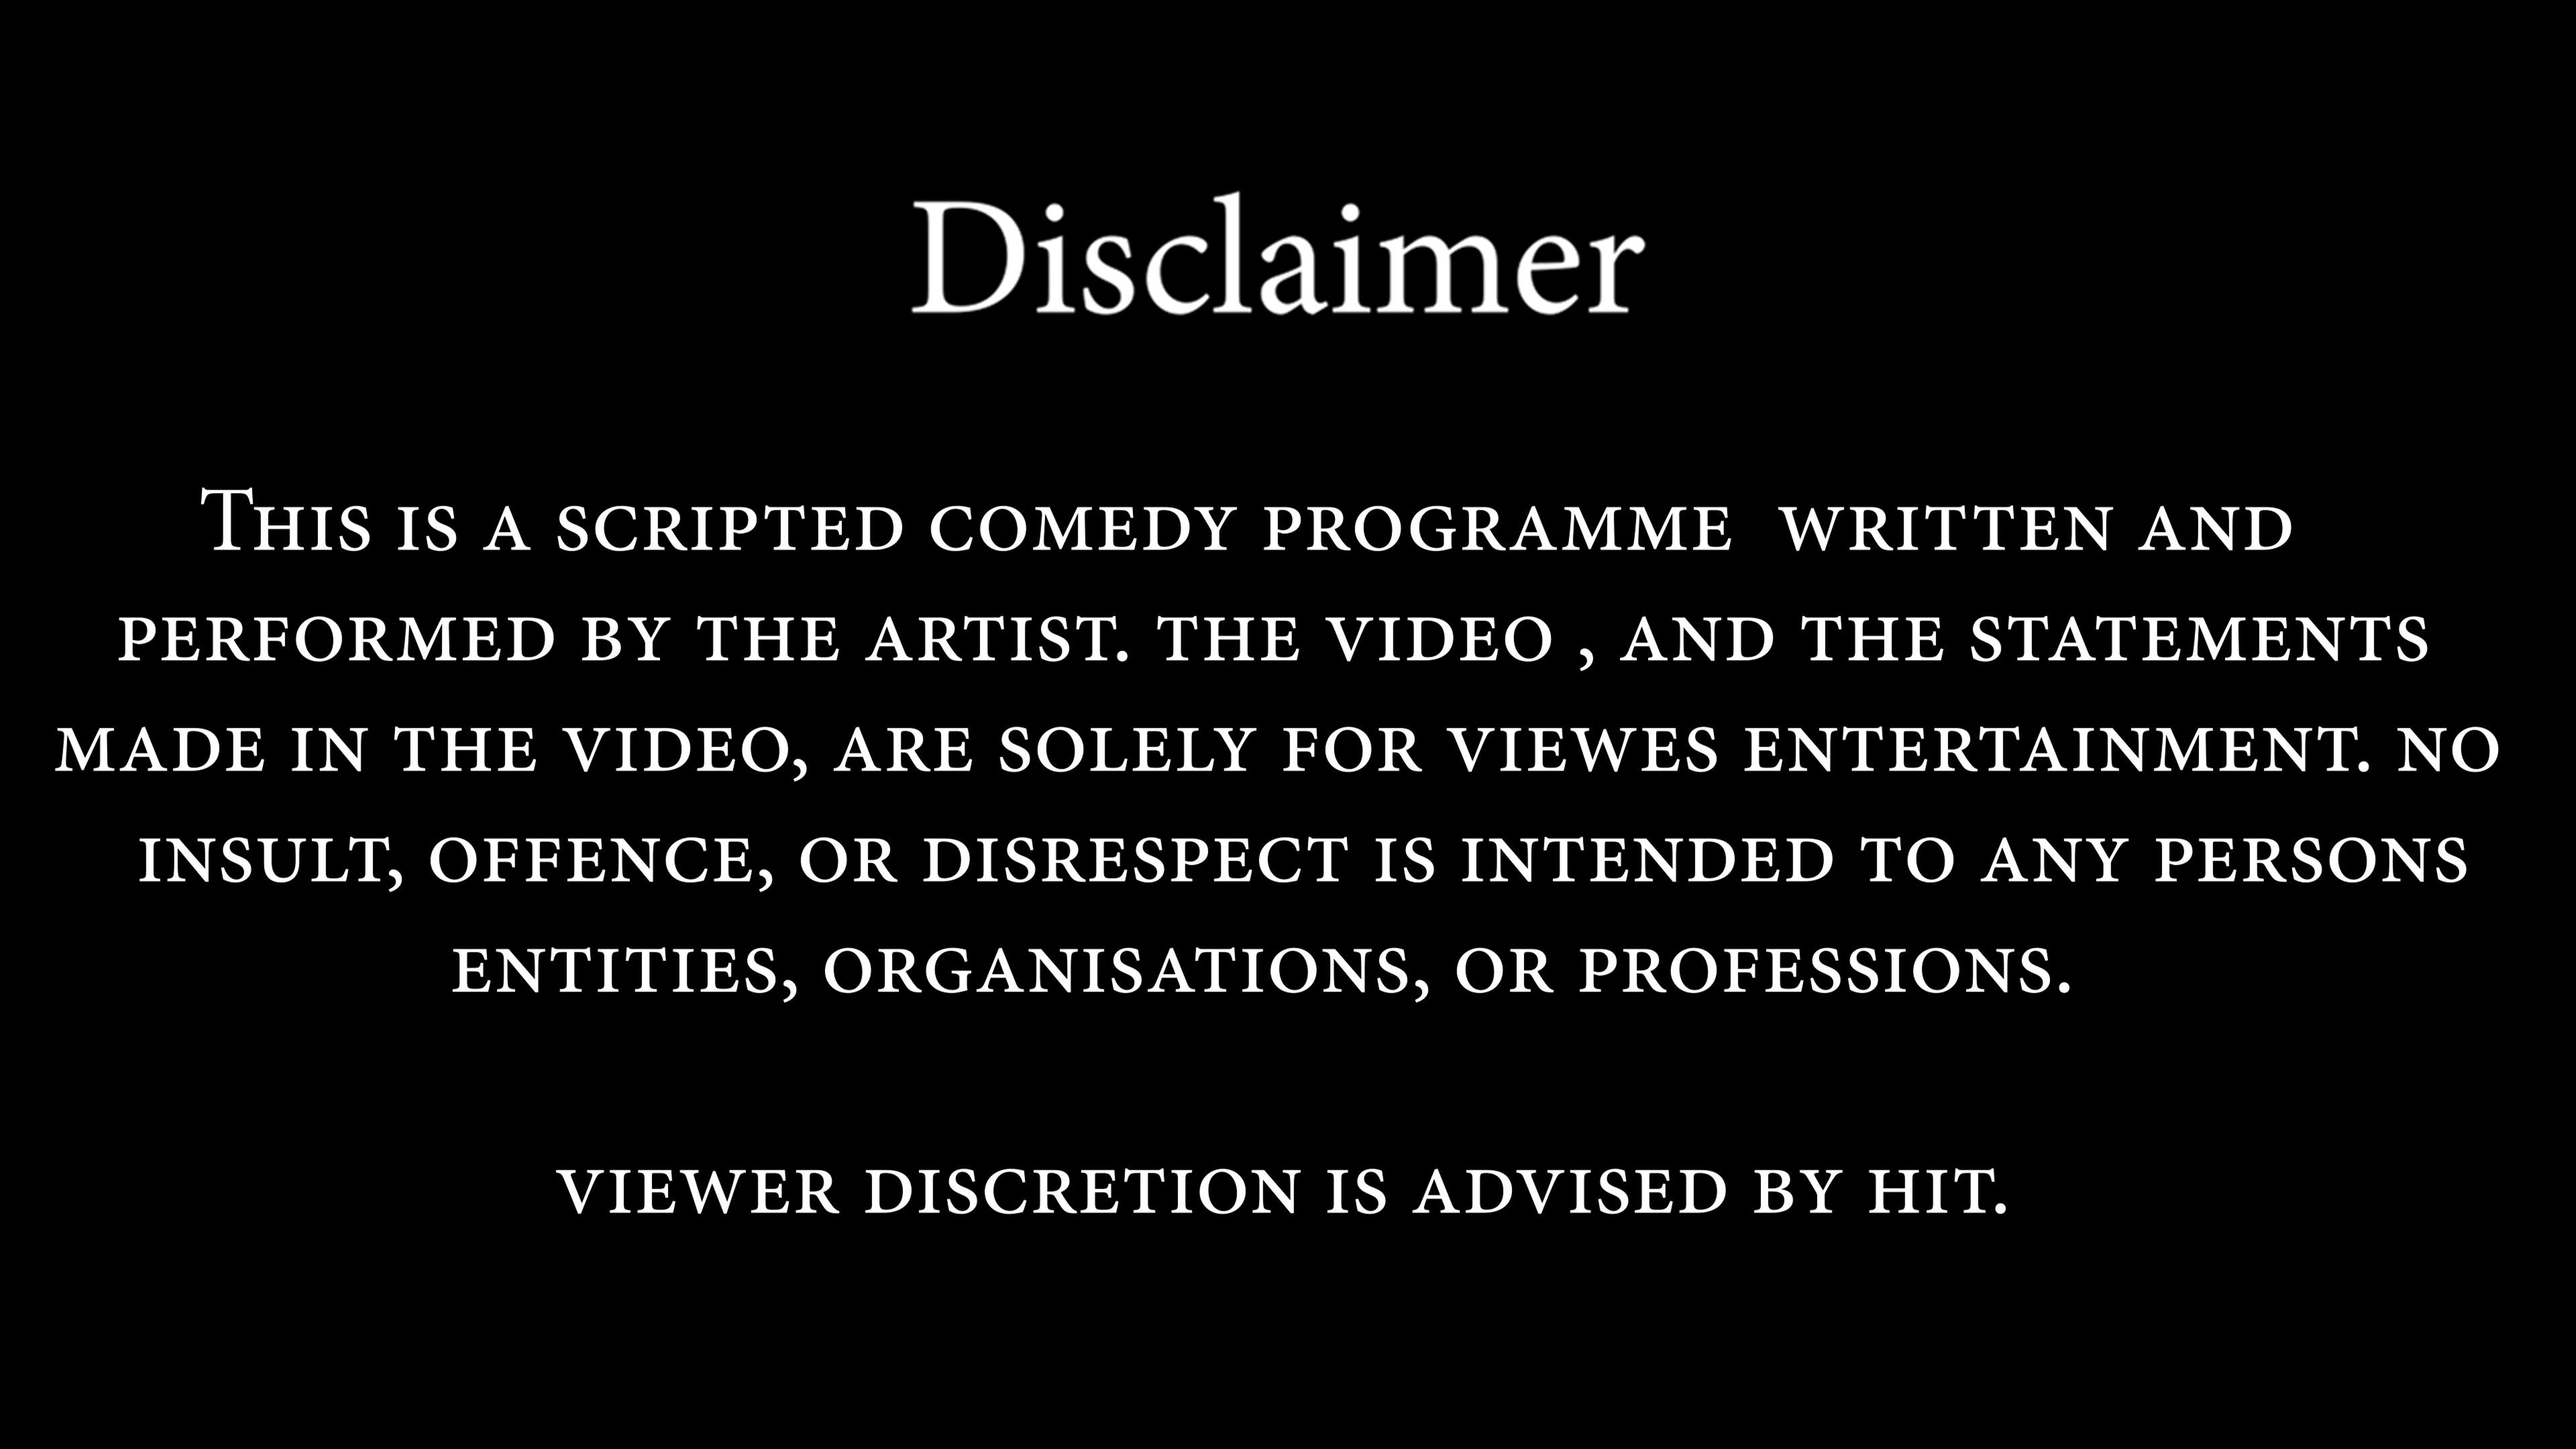 Disclaimer
This is a scripted comedy programme  written and
performed by the artist. the video , and the statements
made in the video, are solely for viewes entertainment. no
insult, offence, or disrespect is intended to any persons
entities, organisations, or professions.
viewer discretion is advised by hit.